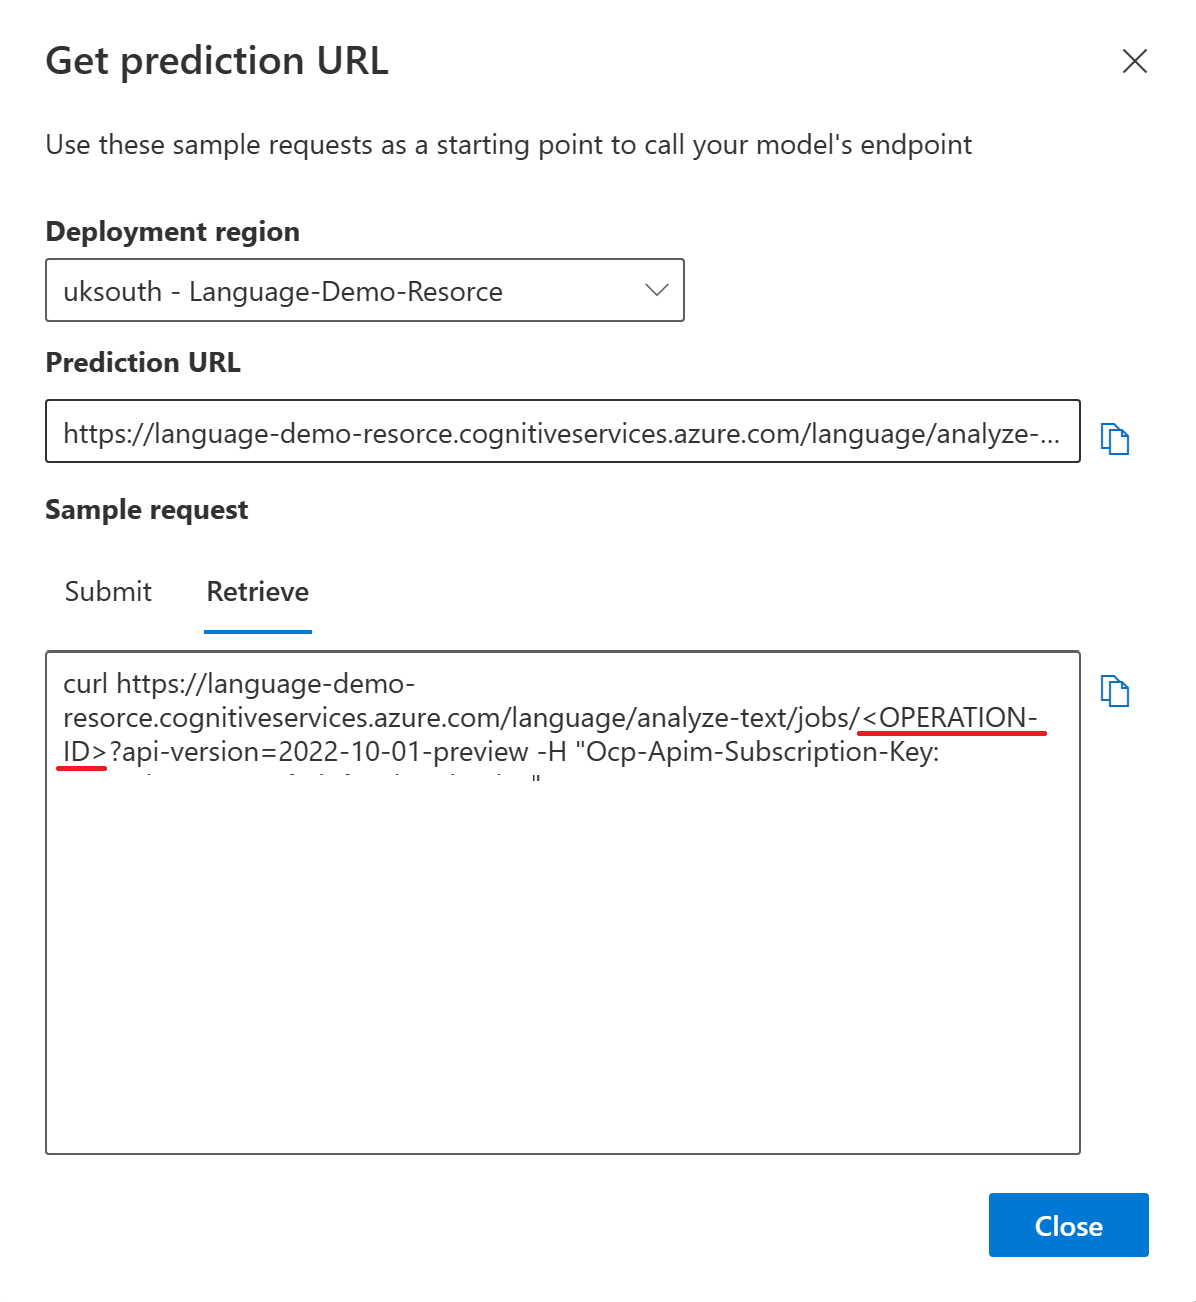 Get prediction URL
Use these sample requests as a starting point to call your model's endpoint
Deployment region
uksouth - Language-Demo-Resorce
Prediction URL
https://language-demo-resorce.cognitiveservices.azure.com/language/analyze-...
Sample request
Submit Retrieve
curl https://language-demo-
resorce.cognitiveservices.azure.com/language/analyze-text/jobs/<OPERATION-
ID>?api-version=2022-10-01-preview -H "Ocp-Apim-Subscription-Key:
"
Close